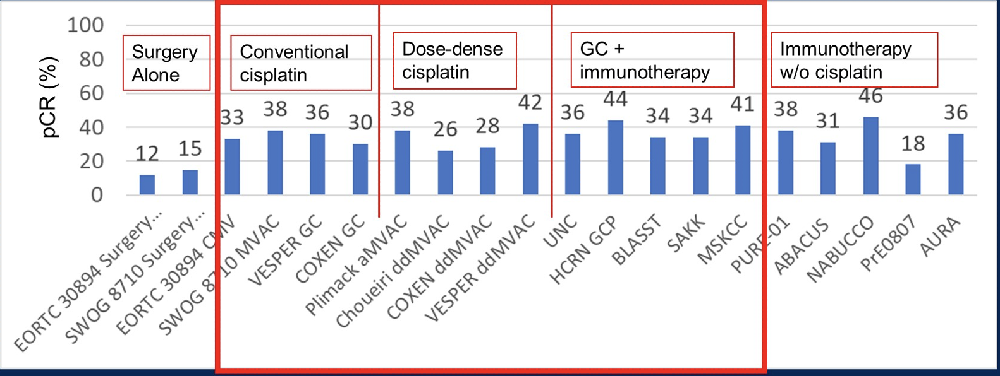 pCR (%)
100
80
60
40
20
0
Surgery
Alone
Conventional
cisplatin
Dose-dense
cisplatin
GC +
immunotherapy
Immunotherapy
w/o cisplatin
12
15
33
38
36
30
38
26
28
42
36
44
34
34
41
38
31
46
18
36
EORTC 30894 Surgery...
SWOG 8710 Surgery...
EORTC 30894 CMV
SWOG 8710 MVAC
VESPER GC
COXEN GC
Plimack aMVAC
Choueiri ddMVAC
COXEN ddMVAC
VESPER ddMVAC
UNC
HCRN GCP
BLASST
SAKK
MSKCC
PURE-01
ABACUS
NABUCCO
PrE0807
AURA